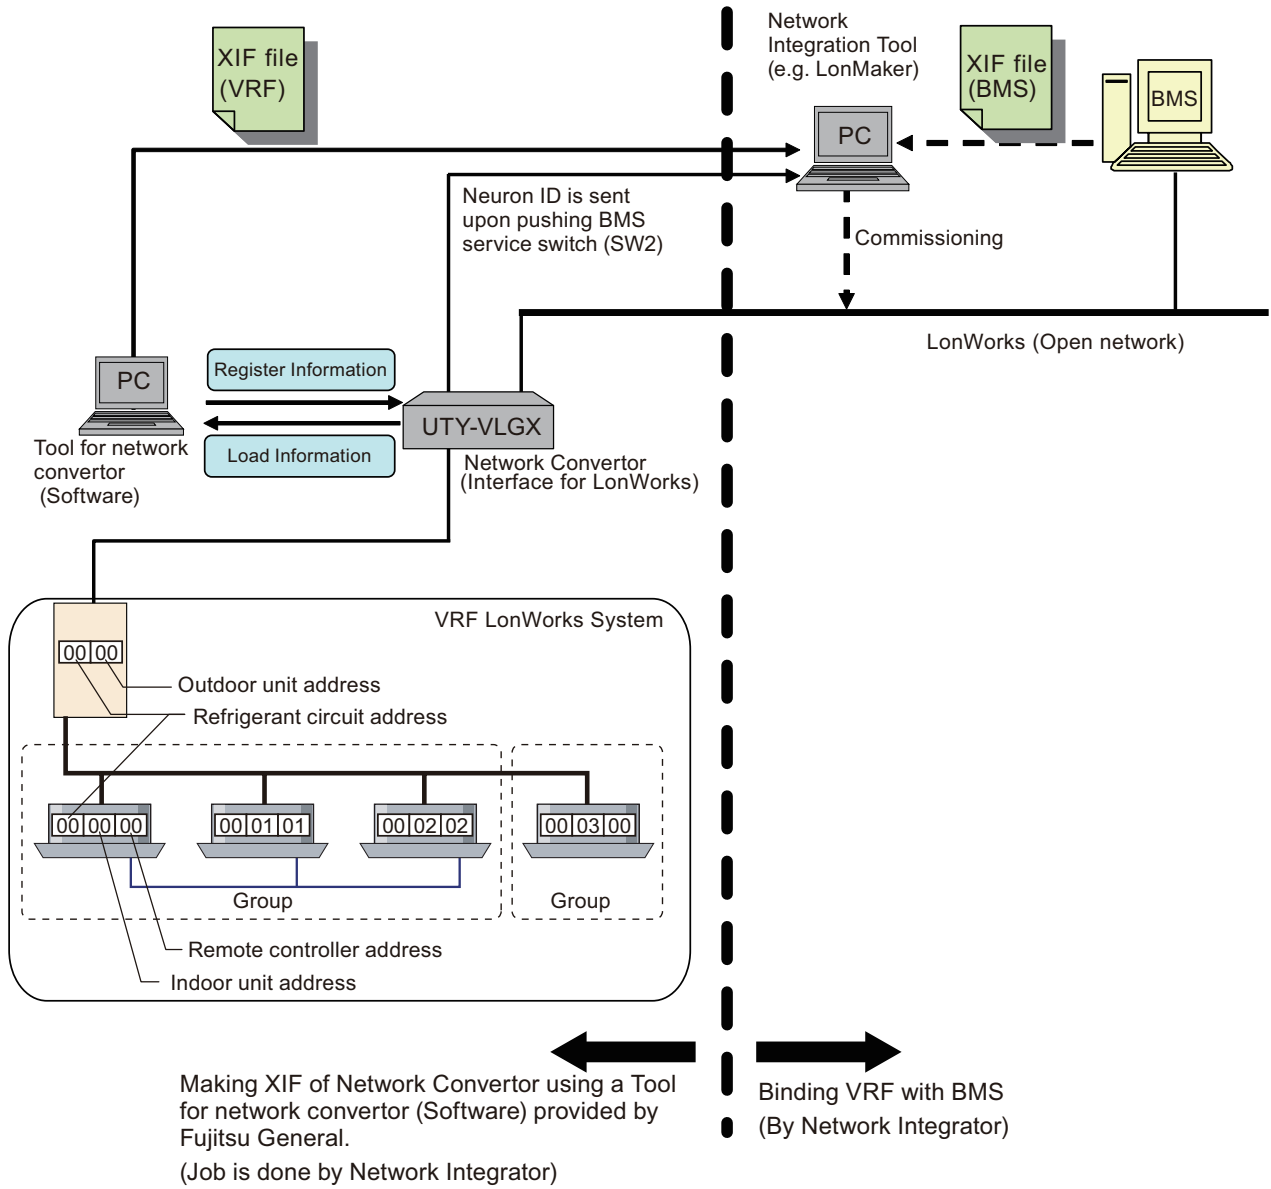 XIF file
(VRF)
Network
Integration Tool
(e.g. LonMaker)
XIF file
(BMS)
BMS
PC
Neuron ID is sent
upon pushing BMS
service switch (SW2)
Commissioning
LonWorks (Open network)
PC
Register Information
Load Information
UTY-VLGX
Tool for network
convertor
(Software)
Network Convertor
(Interface for LonWorks)
VRF LonWorks System
00 00
Outdoor unit address
Refrigerant circuit address
00 00 00
00 01 01
00 02 02
00 03 00
Group
Group
Remote controller address
Indoor unit address
Making XIF of Network Convertor using a Tool
for network convertor (Software) provided by
Fujitsu General.
(Job is done by Network Integrator)
Binding VRF with BMS
(By Network Integrator)